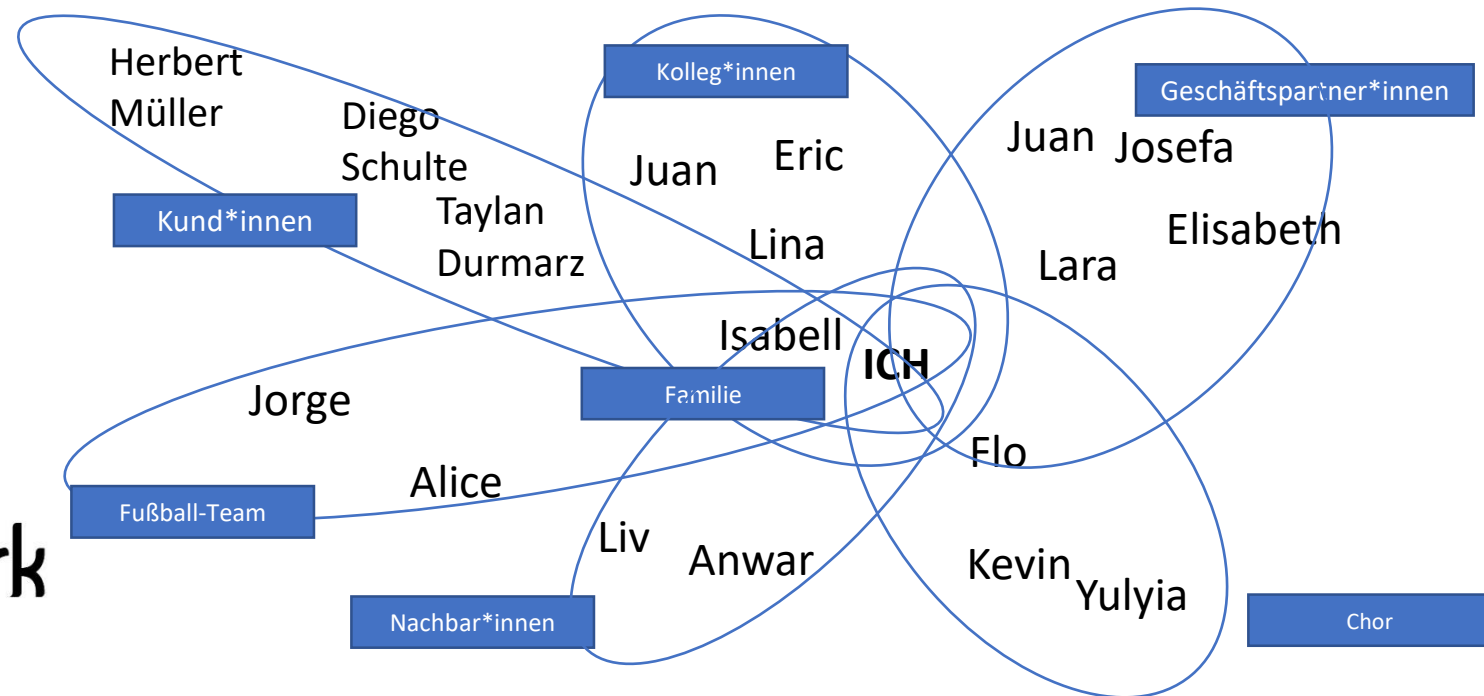 Herbert
Müller
Kolleg*innen
Geschäftspartner*innen
Diego
Schulte
Juan
Eric
Juan
Josefa
Kund*innen
Taylan
Durmarz
Lina
Elisabeth
Lara
Isabell
ICH
Familie
Jorge
Flo
Alice
Fußball-Team
rk
Liv
Anwar
Kevin
Yulyia
Nachbar*innen
Chor